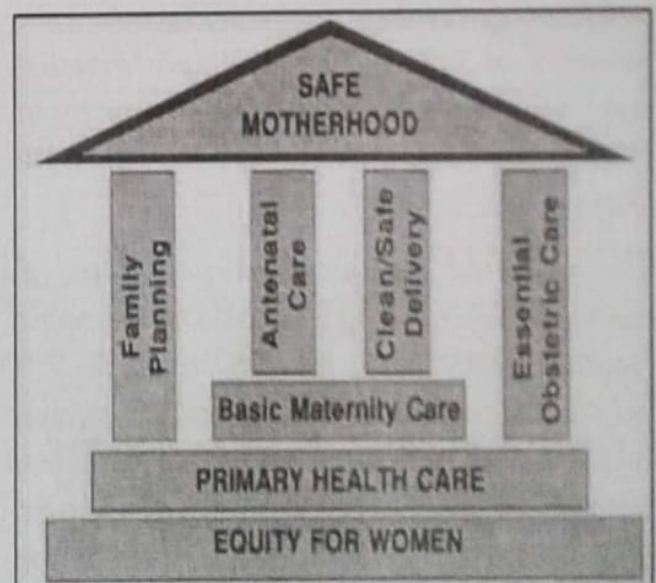 SAFE
MOTHERHOOD
Family
Planning
Antenatal
Care
Clean/Safe
Delivery
Essential
Obstetric Care
Basic Maternity Care
PRIMARY HEALTH CARE
EQUITY FOR WOMEN